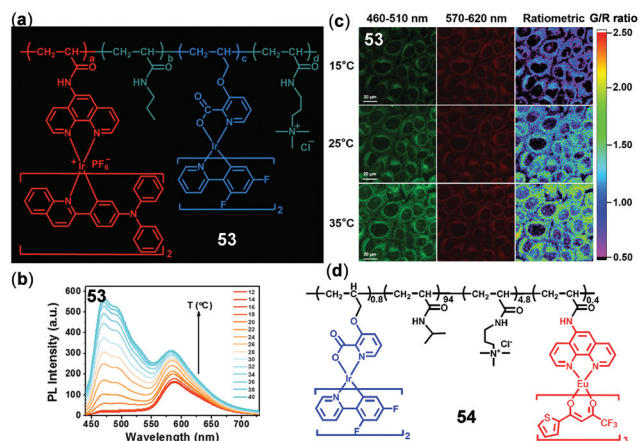 (a)
a
b
c
d
O
O
O
O
HN
HN
HN
O
N
N
O
O
N
N+
Cl−
+
Ir
PF6−
Ir
N
N
N
F
F
2
2
53
(b)
53
T (°C)
PL Intensity (a.u.)
600
500
400
300
200
100
0
12
14
16
18
20
22
24
26
28
30
32
34
36
38
40
450 500 550 600 650 700
Wavelength (nm)
(c)
460-510 nm 570-620 nm Ratiometric G/R ratio
53
15°C
25°C
35°C
20 μm
20 μm
20 μm
2.50
2.00
1.50
1.00
0.50
(d)
H
0.8
94
4.8
0.4
O
O
O
O
HN
HN
HN
O
O
N
N
N
N+
Cl−
Ir
Eu
N
F
F
2
O
O
S
CF3
54